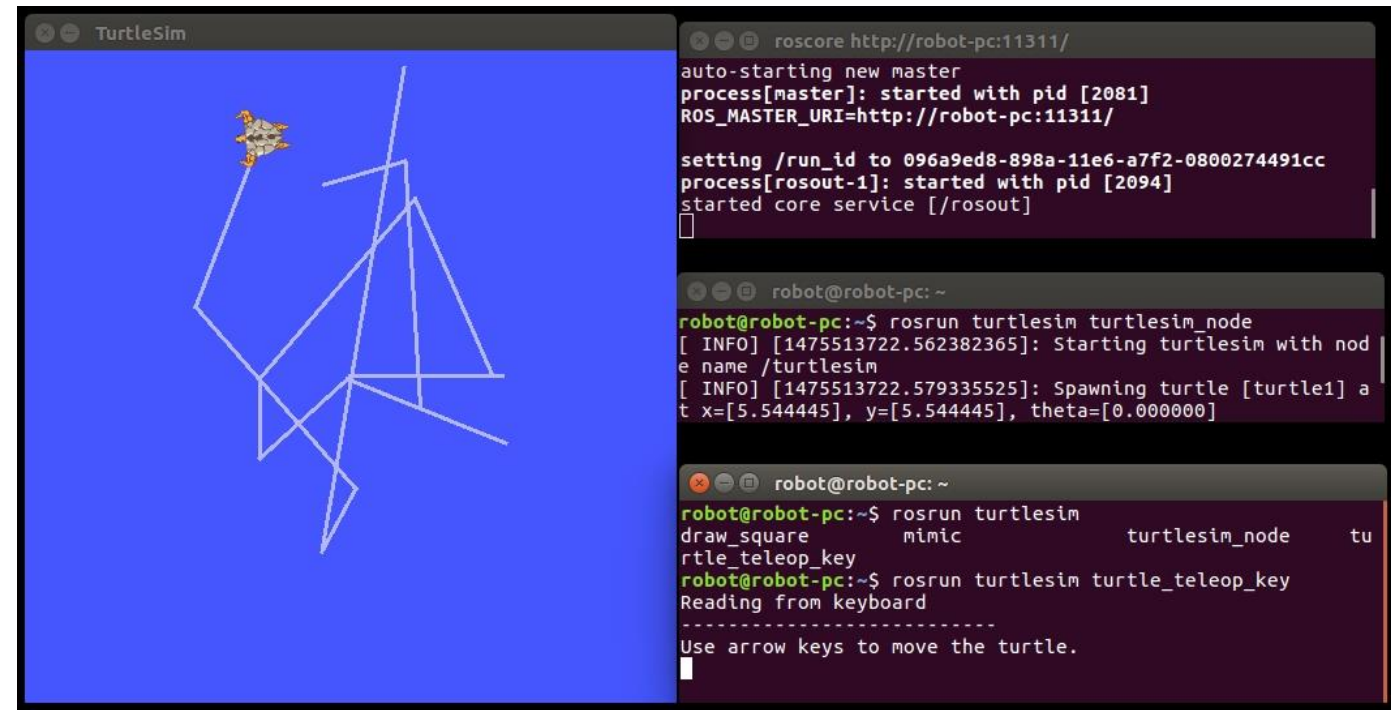 TurtleSim
roscore http://robot-pc:11311/
auto-starting new master
process[master]: started with pid [2081]
ROS_MASTER_URI=http://robot-pc:11311/
setting /run_id to 096a9ed8-898a-11e6-a7f2-0800274491cc
process[rosout-1]: started with pid [2094]
started core service [/rosout]
robot@robot-pc: ~
robot@robot-pc:~$ rosrun turtlesim turtlesim_node
[ INFO] [1475513722.562382365]: Starting turtlesim with nod
e name /turtlesim
[ INFO] [1475513722.579335525]: Spawning turtle [turtle1] a
t x=[5.544445], y=[5.544445], theta=[0.000000]
robot@robot-pc: ~
robot@robot-pc:~$ rosrun turtlesim
draw_square mimic turtlesim_node tu
rtle_teleop_key
robot@robot-pc:~$ rosrun turtlesim turtle_teleop_key
Reading from keyboard
---------------------------
Use arrow keys to move the turtle.